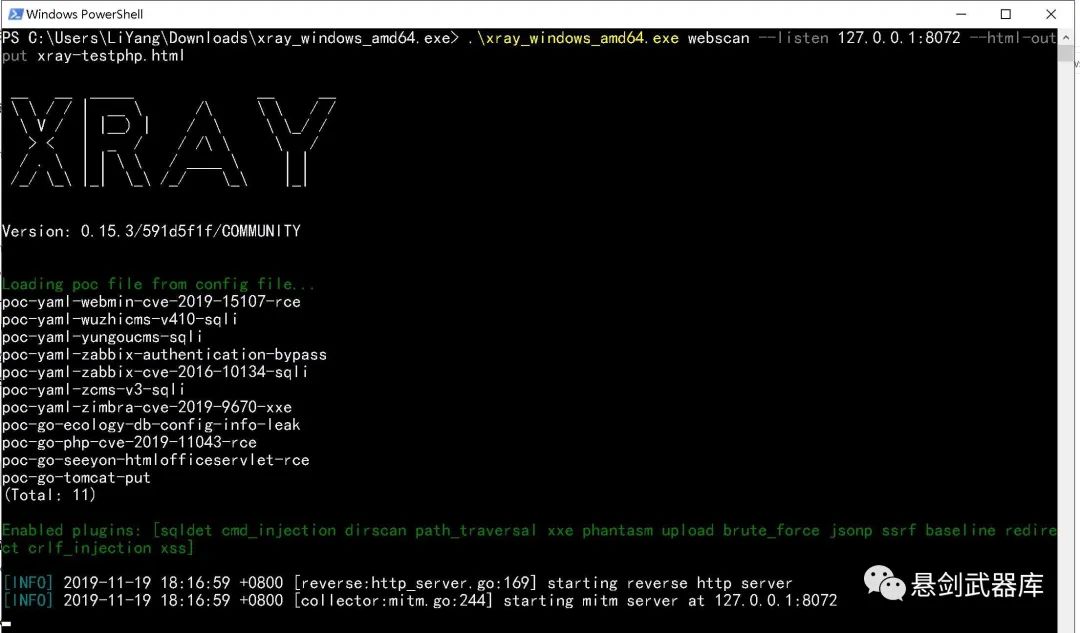 Windows PowerShell
PS C:\Users\LiYang\Downloads\xray_windows_amd64.exe> .\xray_windows_amd64.exe webscan --listen 127.0.0.1:8072 --html-out
put xray-testphp.html
XRAY
Version: 0.15.3/591d5f1f/COMMUNITY
Loading poc file from config file...
poc-yaml-webmin-cve-2019-15107-rce
poc-yaml-wuzhicms-v410-sqli
poc-yaml-yungoucms-sqli
poc-yaml-zabbix-authentication-bypass
poc-yaml-zabbix-cve-2016-10134-sqli
poc-yaml-zcms-v3-sqli
poc-yaml-zimbra-cve-2019-9670-xxe
poc-go-ecology-db-config-info-leak
poc-go-php-cve-2019-11043-rce
poc-go-seeyon-htmlofficeservlet-rce
poc-go-tomcat-put
(Total: 11)
Enabled plugins: [sqldet cmd_injection dirscan path_traversal xxe phantasm upload brute_force jsonp ssrf baseline redire
ct crlf_injection xss]
[INFO] 2019-11-19 18:16:59 +0800 [reverse:http_server.go:169] starting reverse http server
[INFO] 2019-11-19 18:16:59 +0800 [collector:mitm.go:244] starting mitm server at 127.0.0.1:8072
悬剑武器库